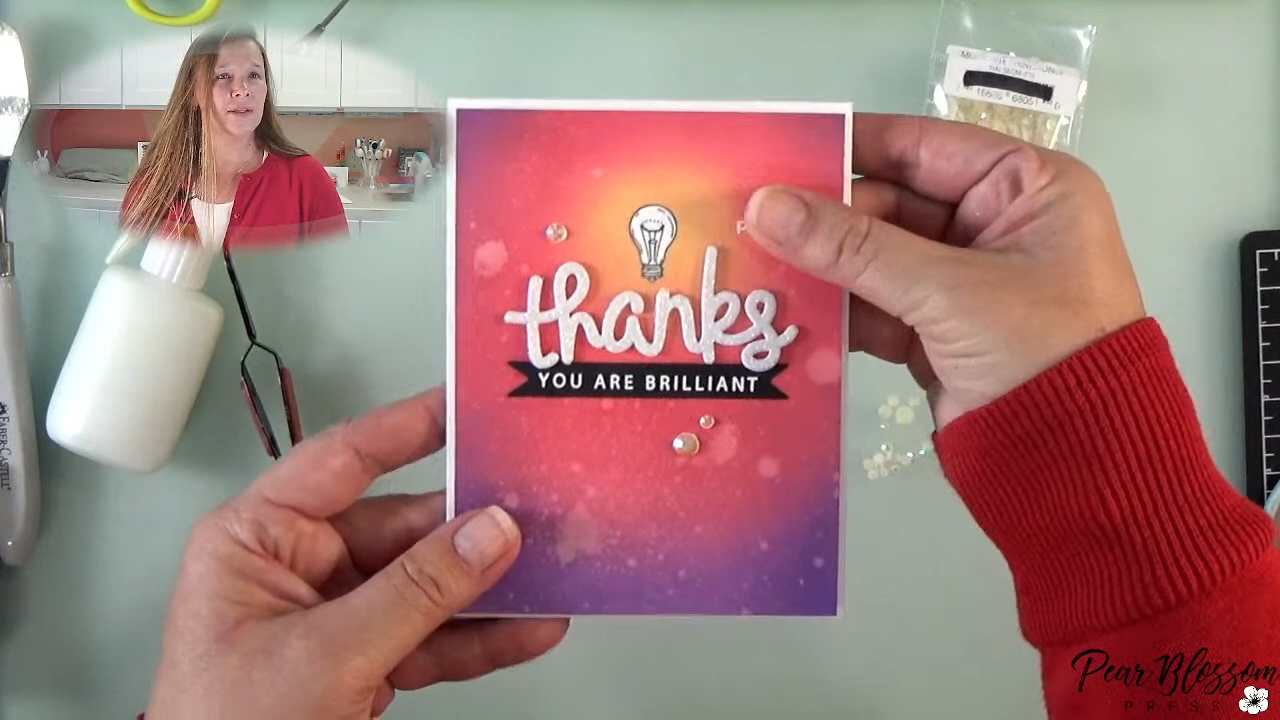 thanks
YOU ARE BRILLIANT
FABER-CASTELL
Pear Blossom
PRESS